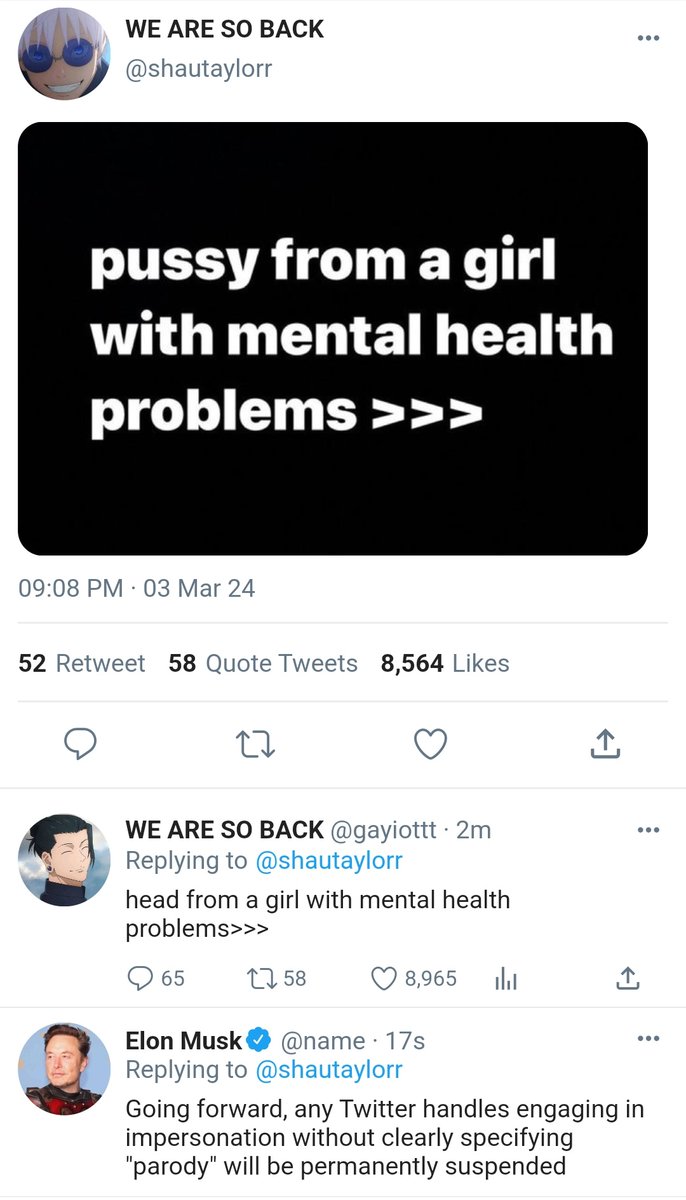 WE ARE SO BACK
@shautaylorr
pussy from a girl
with mental health
problems >>>
09:08 PM · 03 Mar 24
52 Retweet 58 Quote Tweets 8,564 Likes
WE ARE SO BACK @gayiottt · 2m
Replying to @shautaylorr
head from a girl with mental health
problems>>>
65 58 8,965
Elon Musk @name · 17s
Replying to @shautaylorr
Going forward, any Twitter handles engaging in
impersonation without clearly specifying
"parody" will be permanently suspended